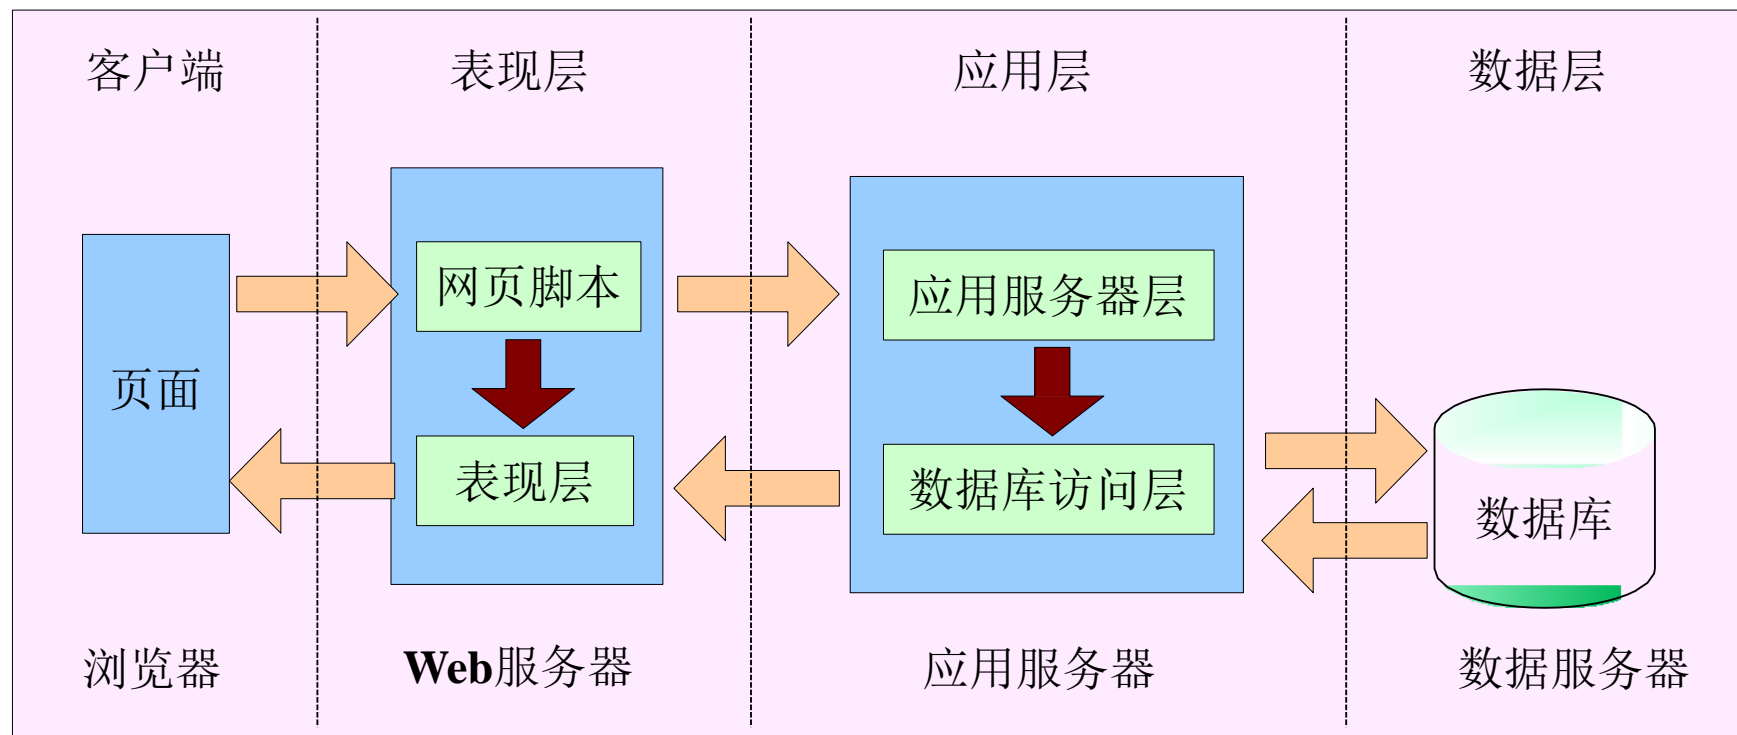 客户端
表现层
应用层
数据层
网页脚本
应用服务器层
页面
表现层
数据库访问层
数据库
浏览器
Web服务器
应用服务器
数据服务器